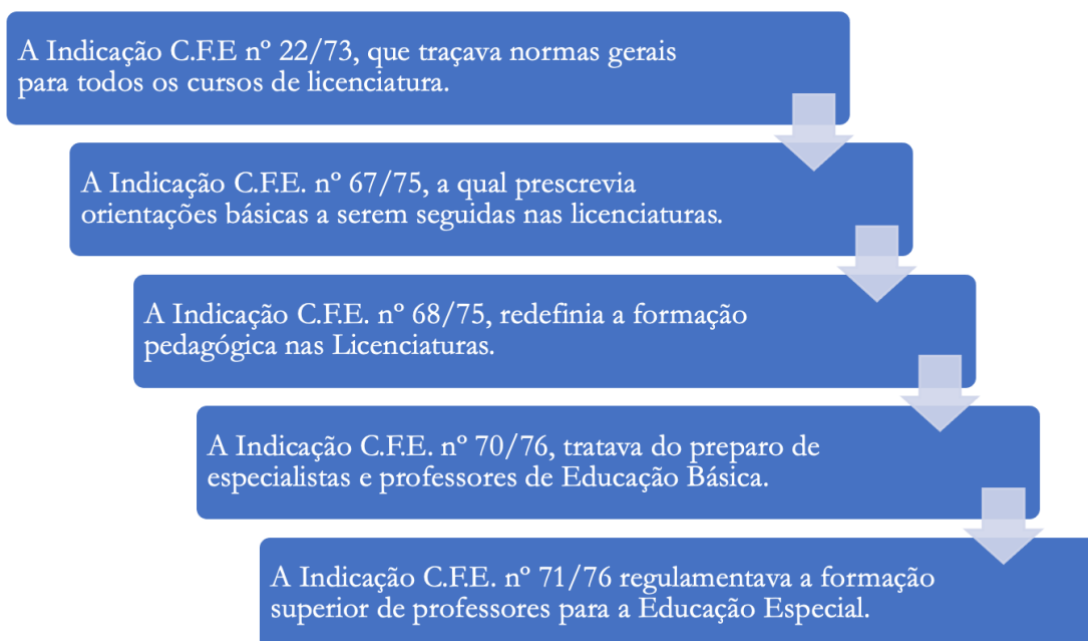 A Indicação C.F.E nº 22/73, que traçava normas gerais
para todos os cursos de licenciatura.
A Indicação C.F.E. nº 67/75, a qual prescrevia
orientações básicas a serem seguidas nas licenciaturas.
A Indicação C.F.E. nº 68/75, redefinia a formação
pedagógica nas Licenciaturas.
A Indicação C.F.E. nº 70/76, tratava do preparo de
especialistas e professores de Educação Básica.
A Indicação C.F.E. nº 71/76 regulamentava a formação
superior de professores para a Educação Especial.